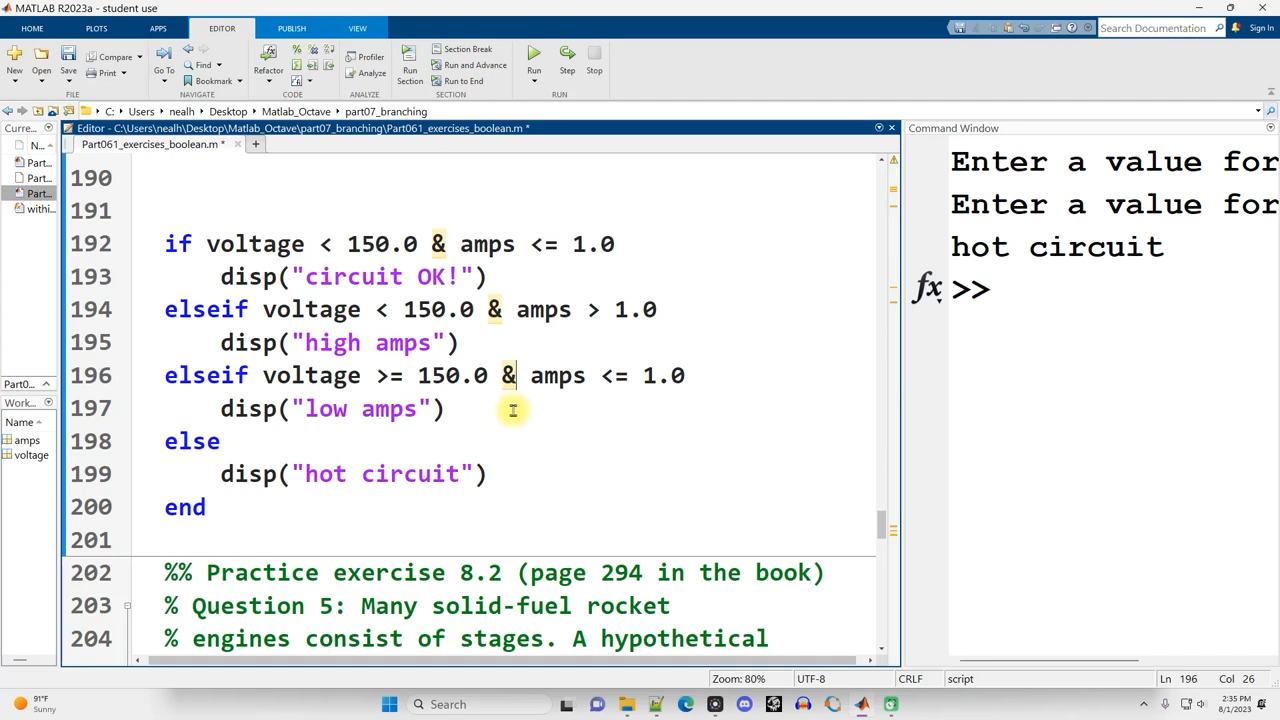 MATLAB R2023a - student use
HOME PLOTS APPS EDITOR PUBLISH VIEW Search Documentation Sign In
New Open Save Compare Print Go To Find Bookmark Refactor Profiler Analyze Run Section Section Break Run and Advance Run to End Run Step Stop
FILE NAVIGATE CODE ANALYZE SECTION RUN
C: Users nealh Desktop Matlab_Octave part07_branching
Curre... Editor - C:\Users\nealh\Desktop\Matlab_Octave\part07_branching\Part061_exercises_boolean.m * Command Window
Part061_exercises_boolean.m * +
N...
Part...
Part...
Part...
withi...
Part0...
Work...
Name
amps
voltage
190
191
192 if voltage < 150.0 & amps <= 1.0
193 disp("circuit OK!")
194 elseif voltage < 150.0 & amps > 1.0
195 disp("high amps")
196 elseif voltage >= 150.0 & amps <= 1.0
197 disp("low amps")
198 else
199 disp("hot circuit")
200 end
201
202 %% Practice exercise 8.2 (page 294 in the book)
203 % Question 5: Many solid-fuel rocket
204 % engines consist of stages. A hypothetical
Enter a value for
Enter a value for
hot circuit
fx >>
Zoom: 80% UTF-8 CRLF script Ln 196 Col 26
91°F
Sunny
Search
2:35 PM
8/1/2023